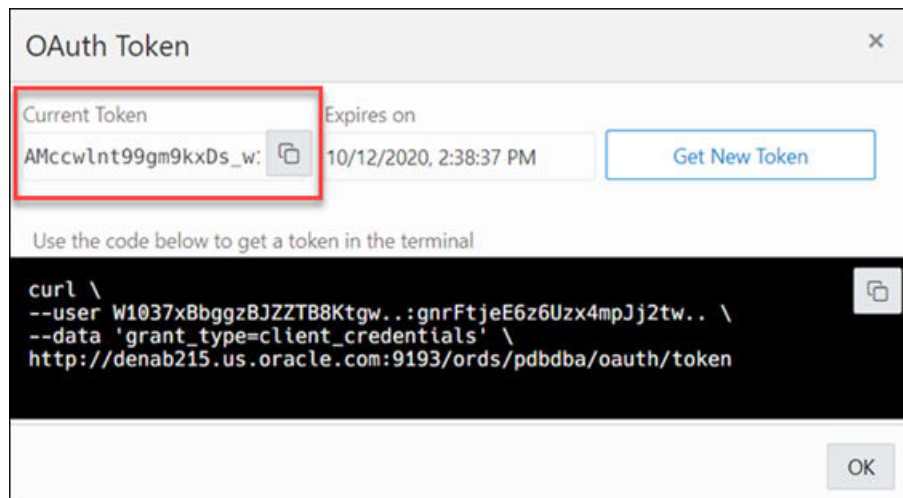 OAuth Token
Current Token
Expires on
AMccwlnt99gm9kxDs_w:
10/12/2020, 2:38:37 PM
Get New Token
Use the code below to get a token in the terminal
curl \
--user W1037xBbggzBJZZTB8Ktgw..:gnrFtjeE6z6Uzx4mpJj2tw.. \
--data 'grant_type=client_credentials' \
http://denab215.us.oracle.com:9193/ords/pdbdba/oauth/token
OK